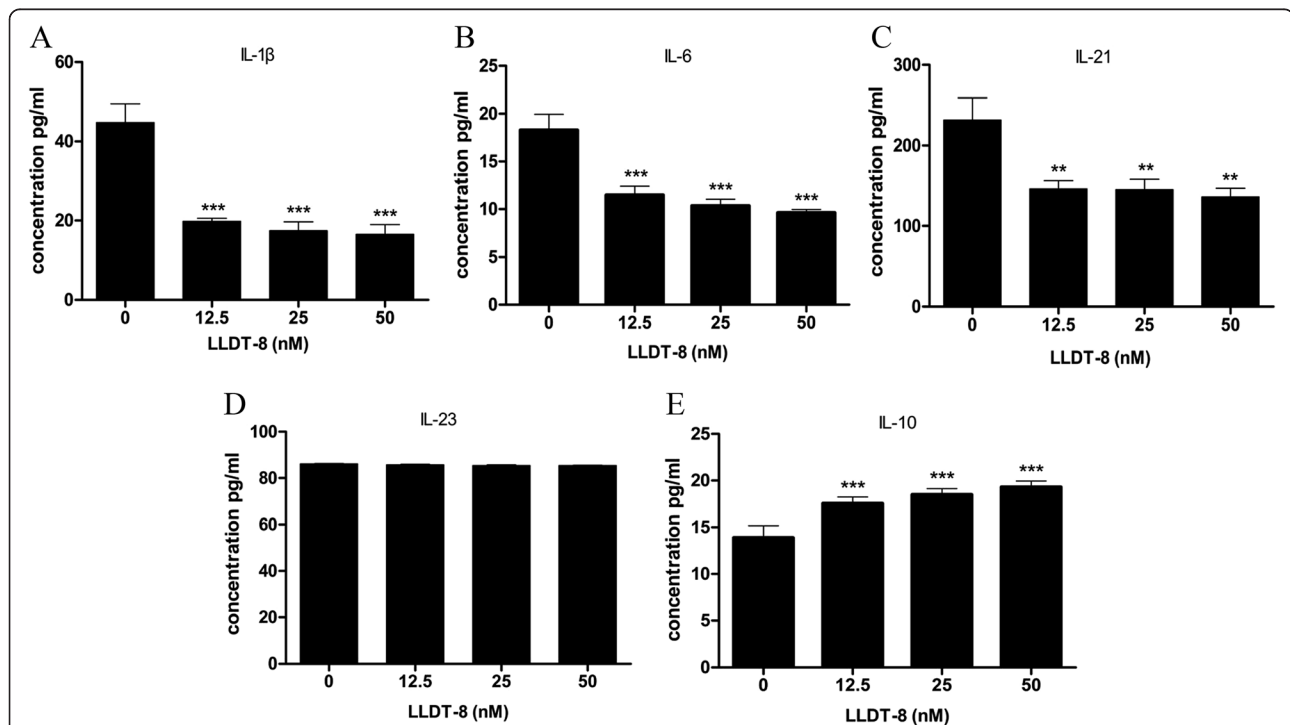 A
IL-1β
concentration pg/ml
60
40
20
0
***
***
***
0
12.5
25
50
LLDT-8 (nM)
B
IL-6
concentration pg/ml
25
20
15
10
5
0
***
***
***
0
12.5
25
50
LLDT-8 (nM)
C
IL-21
concentration pg/ml
300
200
100
0
**
**
**
0
12.5
25
50
LLDT-8 (nM)
D
IL-23
concentration pg/ml
100
80
60
40
20
0
0
12.5
25
50
LLDT-8 (nM)
E
IL-10
concentration pg/ml
25
20
15
10
5
0
***
***
***
0
12.5
25
50
LLDT-8 (nM)